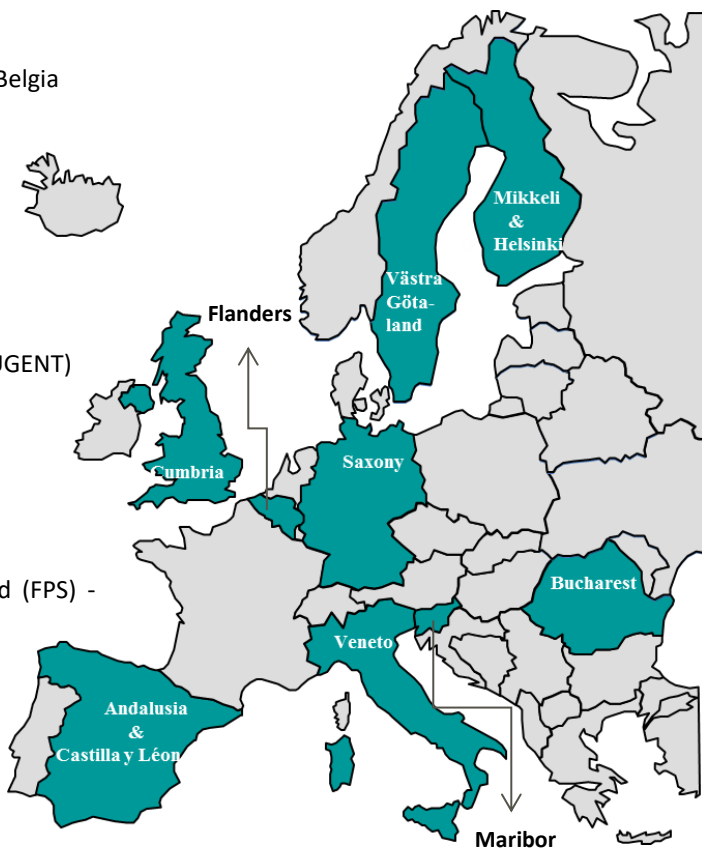 Belgia
Mikkeli
&
Helsinki
Västra
Göta-
land
Flanders
UGENT)
Cumbria
Saxony
d (FPS) -
Bucharest
Veneto
Andalusia
&
Castilla y Léon
Maribor